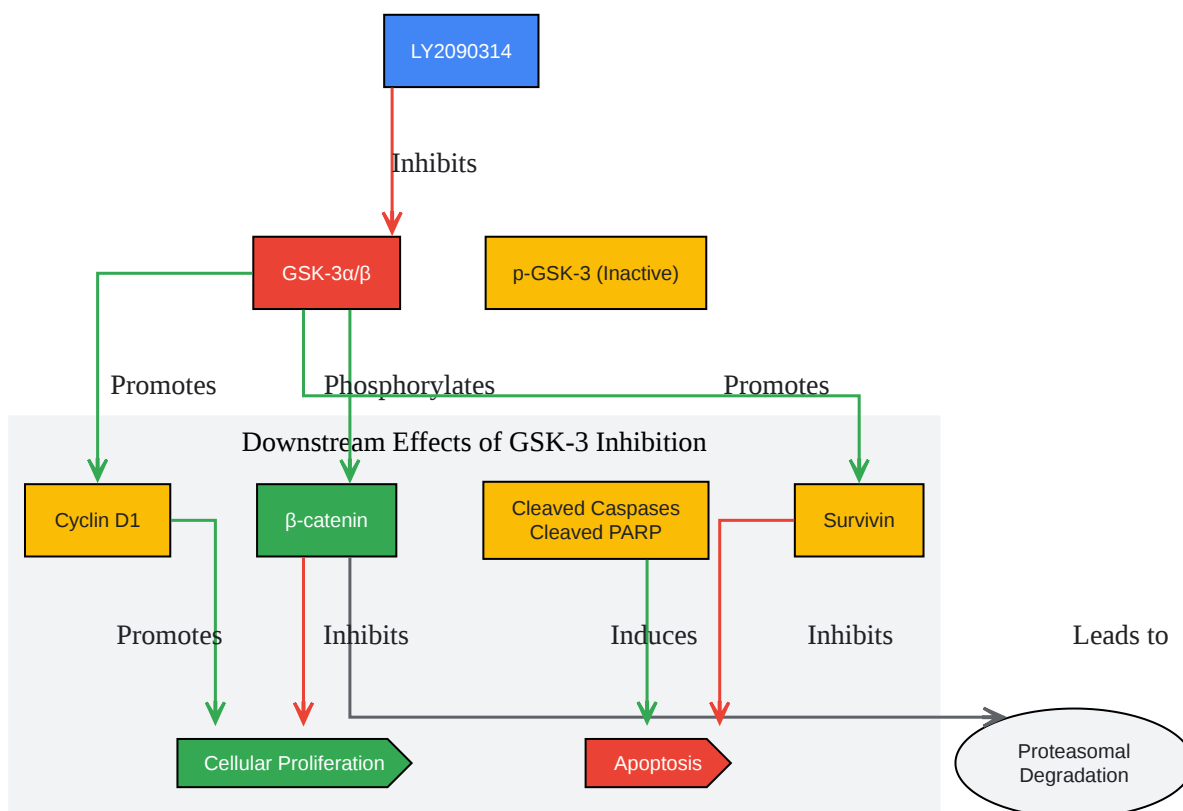 LY2090314
Inhibits
GSK-3α/β
p-GSK-3 (Inactive)
Promotes
Phosphorylates
Promotes
Downstream Effects of GSK-3 Inhibition
Cyclin D1
β-catenin
Cleaved Caspases
Cleaved PARP
Survivin
Promotes
Inhibits
Induces
Inhibits
Leads to
Cellular Proliferation
Apoptosis
Proteasomal
Degradation